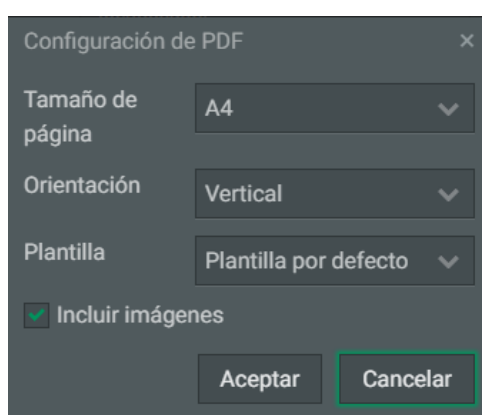 Configuración de PDF
Tamaño de
página
A4
Orientación
Vertical
Plantilla
Plantilla por defecto
Incluir imágenes
Aceptar
Cancelar